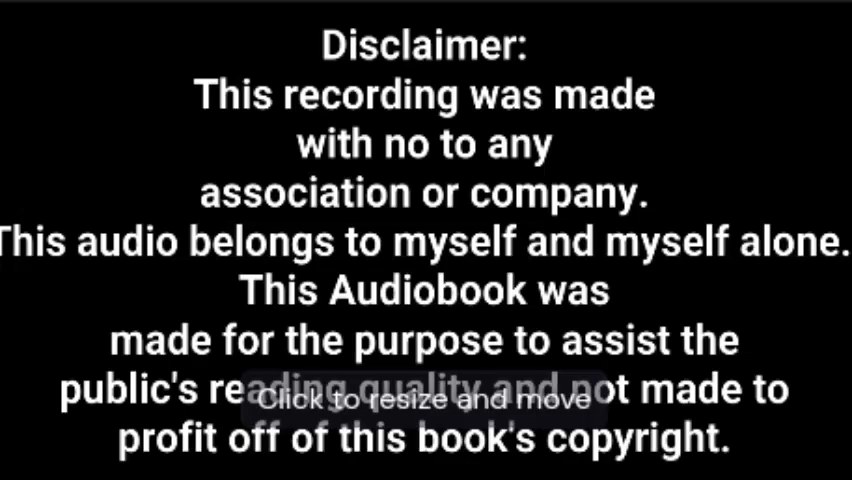 Disclaimer:
This recording was made
with no to any
association or company.
This audio belongs to myself and myself alone.
This Audiobook was
made for the purpose to assist the
public's reading quality and not made to
Click to resize and move
profit off of this book's copyright.